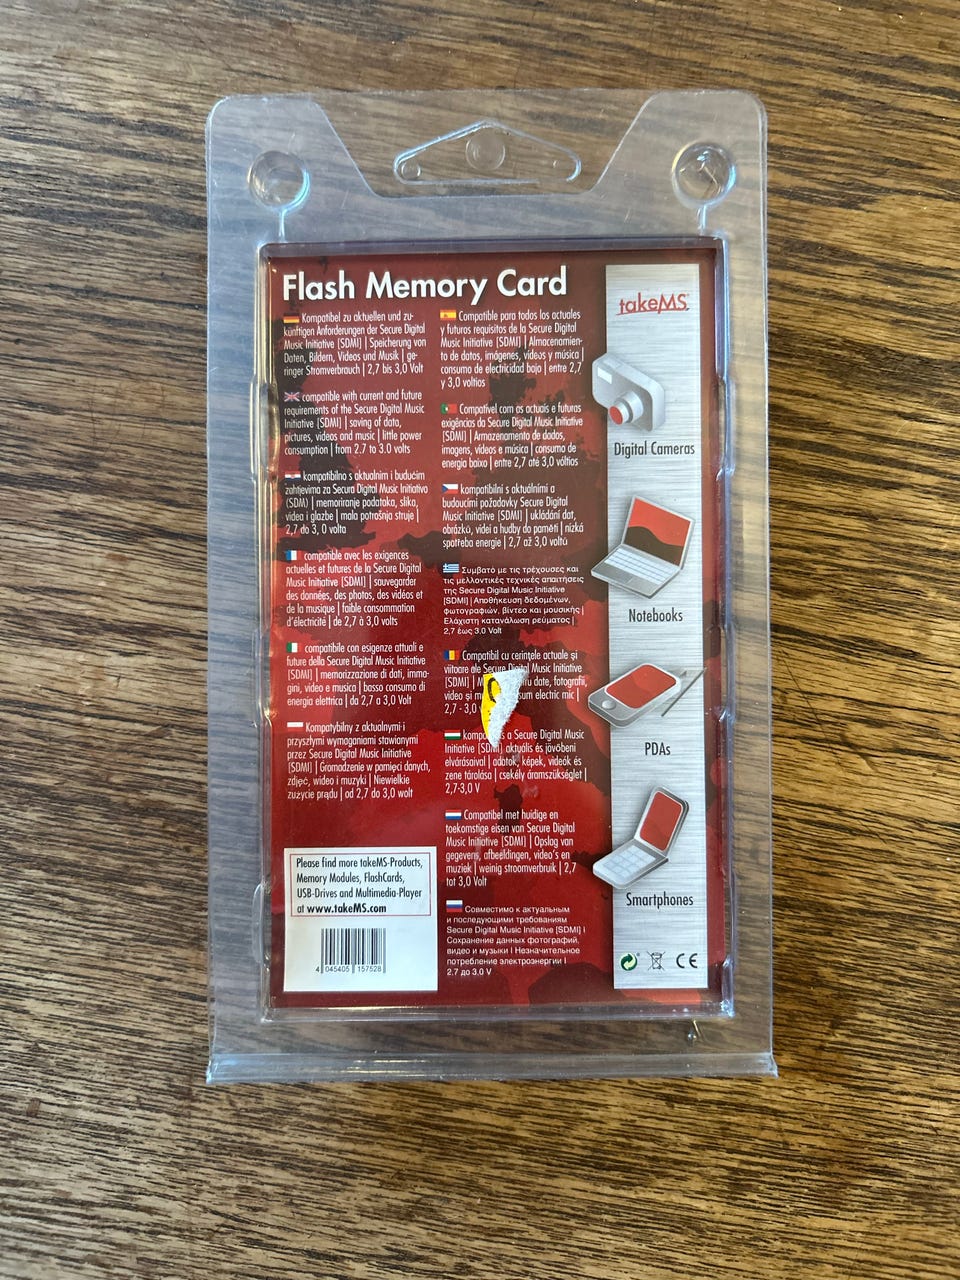 Flash Memory Card
Kompatibel zu aktuellen und zu-
künftigen Anforderungen der Secure Digital
Music Initiative [SDMI] | Speicherung von
Daten, Bildern, Videos und Musik | ge-
ringer Stromverbrauch | 2,7 bis 3,0 Volt
compatible with current and future
requirements of the Secure Digital Music
Initiative [SDMI] | saving of data,
pictures, videos and music | little power
consumption | from 2.7 to 3.0 volts
kompatibilno s aktualnim i budućim
zahtjevima za Secura Digital Music Initiativo
(SDM) | memoriranje podataka, slika,
videa i glazbe | mala potrošnja struje |
2,7 do 3, 0 volta
compatible avec les exigences
actuelles et futures de la Secure Digital
Music Initiative [SDMI] | sauvegarder
des données, des photos, des vidéos et
de la musique | faible consommation
d'électricité | de 2,7 à 3,0 volts
compatibile con esigenze attuali e
future della Secure Digital Music Initiative
[SDMI] | memorizzazione di dati, imma-
gini, video e musica | basso consumo di
energia elettrica | da 2,7 a 3,0 Volt
Kompatybilny z aktualnymi i
przyszłymi wymaganiami stawianymi
przez Secure Digital Music Initiative
[SDMI] | Gromadzenie w pamięci danych,
zdjęć, wideo i muzyki | Niewielkie
zużycie prądu | od 2,7 do 3,0 wolt
Please find more takeMS-Products,
Memory Modules, FlashCards,
USB-Drives and Multimedia-Player
at www.takeMS.com
4 045405 157528
Compatible para todos los actuales
y futuros requisitos de la Secure Digital
Music Initiative [SDMI] | Almacenamien-
to de datos, imágenes, vídeos y música |
consumo de electricidad bajo | entre 2,7
y 3,0 voltios
Compatível com os actuais e futuras
exigências da Secure Digital Music Initiative
[SDMI] | Armazenamento de dados,
imagens, vídeos e música | consumo de
energia baixo | entre 2,7 até 3,0 vóltios
kompatibilni s aktuálními a
budoucími požadavky Secure Digital
Music Initiative [SDMI] | ukládání dat,
obrázků, videí a hudby do paměti | nízká
spotřeba energie | 2,7 až 3,0 voltů
Συμβατό με τις τρέχουσες και
τις μελλοντικές τεχνικές απαιτήσεις
της Secure Digital Music Initiative
[SDMI] | Αποθήκευση δεδομένων,
φωτογραφιών, βίντεο και μουσικής |
Ελάχιστη κατανάλωση ρεύματος |
2,7 έως 3,0 Volt
Compatibil cu cerinţele actuale şi
viitoare ale Secure Digital Music Initiative
[SDMI] | date, fotografii,
video şi electric mic |
2,7 - 3,0
a Secure Digital Music
Initiative [SDMI] aktuális és jövőbeni
elvárásaival | adatok, képek, videók és
zene tárolása | csekély áramszükséglet |
2,7-3,0 V
Compatibel met huidige en
toekomstige eisen van Secure Digital
Music Initiative [SDMI] | Opslag van
gegevens, afbeeldingen, video's en
muziek | weinig stroomverbruik | 2,7
tot 3,0 Volt
Совместимо к актуальным
и последующими требованиям
Secure Digital Music Initiative [SDMI] |
Сохранение данных фотографий,
видео и музыки | Незначительное
потребление электроэнергии |
2.7 до 3.0 V
takeMS
Digital Cameras
Notebooks
PDAs
Smartphones
CE